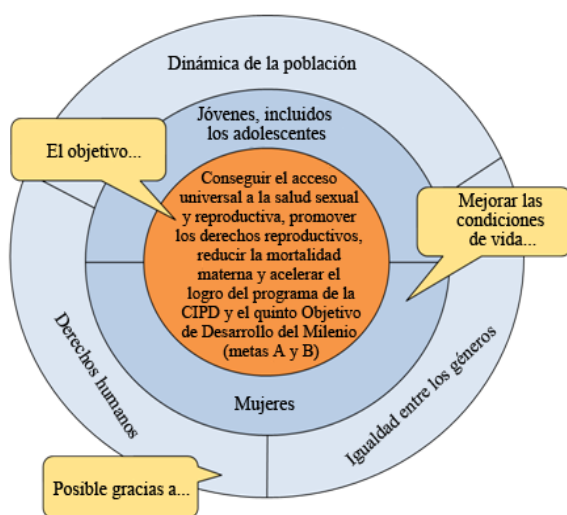 Dinámica de la población
Jóvenes, incluidos
los adolescentes
El objetivo...
Conseguir el acceso
universal a la salud sexual
y reproductiva, promover
los derechos reproductivos,
reducir la mortalidad
materna y acelerar el
logro del programa de la
CIPD y el quinto Objetivo
de Desarrollo del Milenio
(metas A y B)
Mejorar las
condiciones
de vida...
Derechos humanos
Mujeres
Igualdad entre los géneros
Posible gracias a...